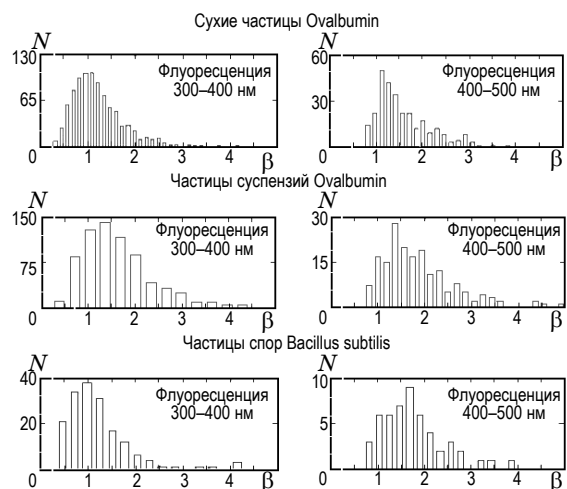 Сухие частицы Ovalbumin
N
130
65
0
1
2
3
4
β
Флуоресценция
300–400 нм
N
60
30
0
1
2
3
4
β
Флуоресценция
400–500 нм
Частицы суспензий Ovalbumin
N
150
75
0
1
2
3
4
β
Флуоресценция
300–400 нм
N
30
15
0
1
2
3
4
β
Флуоресценция
400–500 нм
Частицы спор Bacillus subtilis
N
40
20
0
1
2
3
4
β
Флуоресценция
300–400 нм
N
10
5
0
1
2
3
4
β
Флуоресценция
400–500 нм